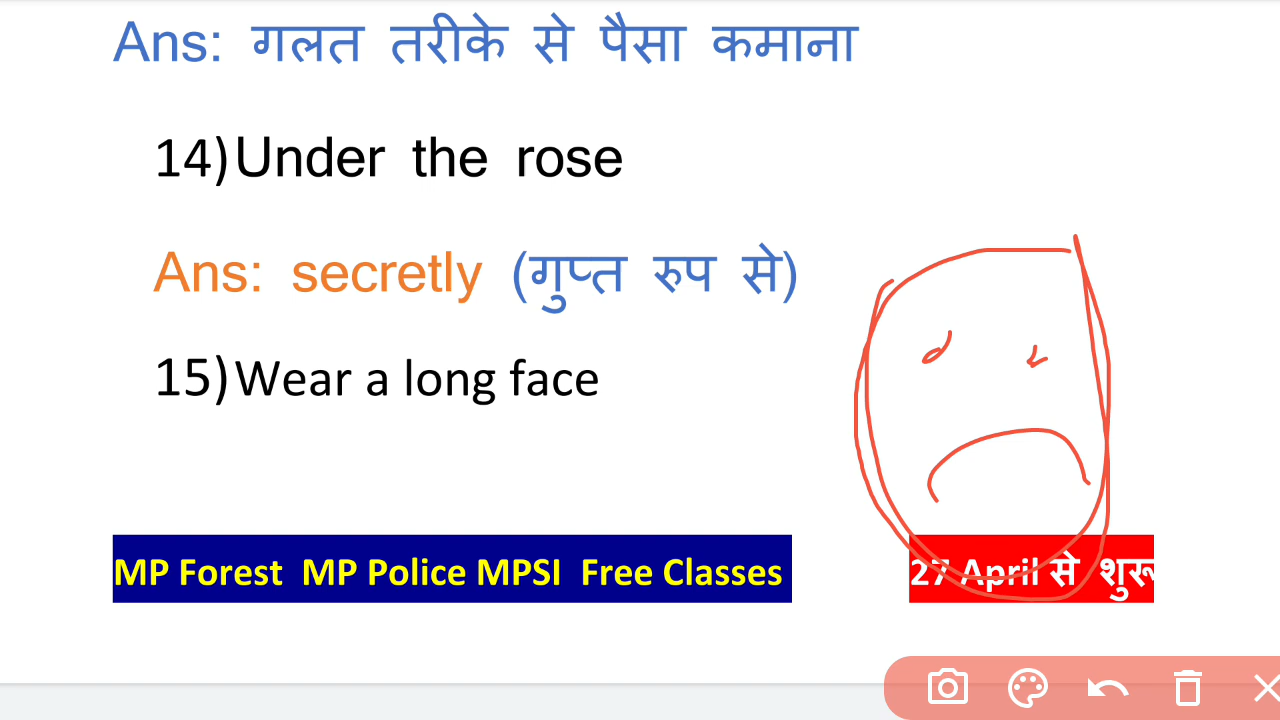 Ans: गलत तरीके से पैसा कमाना
14)Under the rose
Ans: secretly (गुप्त रुप से)
15)Wear a long face
MP Forest MP Police MPSI Free Classes
27 April से शुरू